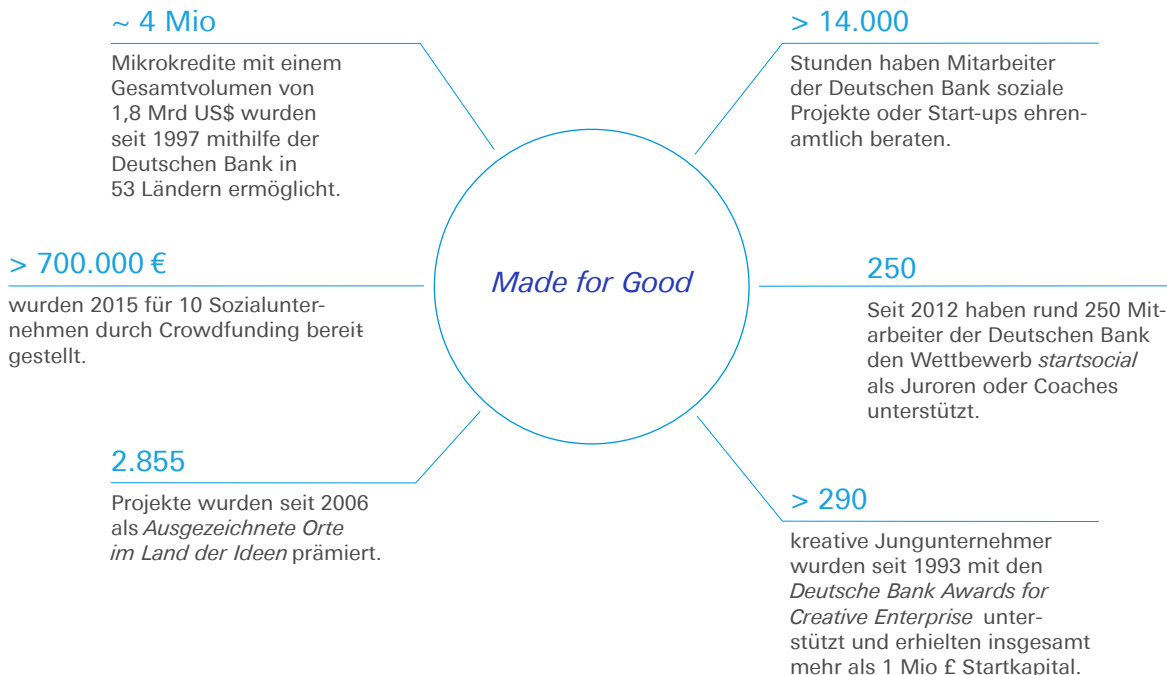 ~ 4 Mio
Mikrokredite mit einem
Gesamtvolumen von
1,8 Mrd US$ wurden
seit 1997 mithilfe der
Deutschen Bank in
53 Ländern ermöglicht.
> 14.000
Stunden haben Mitarbeiter
der Deutschen Bank soziale
Projekte oder Start-ups ehren-
amtlich beraten.
> 700.000 €
wurden 2015 für 10 Sozialunter-
nehmen durch Crowdfunding bereit-
gestellt.
Made for Good
250
Seit 2012 haben rund 250 Mit-
arbeiter der Deutschen Bank
den Wettbewerb startsocial
als Juroren oder Coaches
unterstützt.
2.855
Projekte wurden seit 2006
als Ausgezeichnete Orte
im Land der Ideen prämiert.
> 290
kreative Jungunternehmer
wurden seit 1993 mit den
Deutsche Bank Awards for
Creative Enterprise unter-
stützt und erhielten insgesamt
mehr als 1 Mio £ Startkapital.